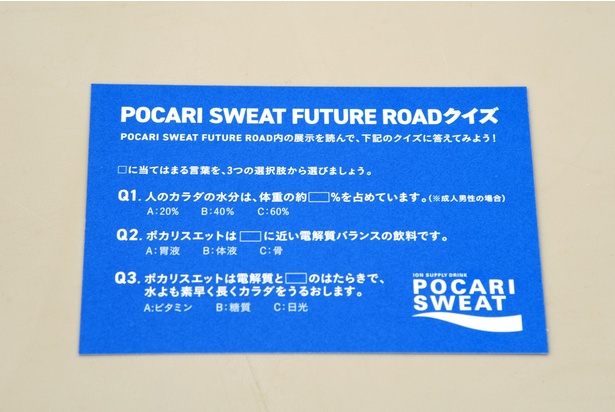 POCARI SWEAT FUTURE ROADクイズ
POCARI SWEAT FUTURE ROAD内の展示を読んで、下記のクイズに答えてみよう!
□に当てはまる言葉を、3つの選択肢から選びましょう。
Q1. 人のカラダの水分は、体重の約□%を占めています。(※成人男性の場合)
A:20% B:40% C:60%
Q2. ポカリスエットは□に近い電解質バランスの飲料です。
A:胃液 B:体液 C:骨
Q3. ポカリスエットは電解質と□のはたらきで、
水よも素早く長くカラダをうるおします。
A:ビタミン B:糖質 C:日光
ION SUPPLY DRINK
POCARI
SWEAT